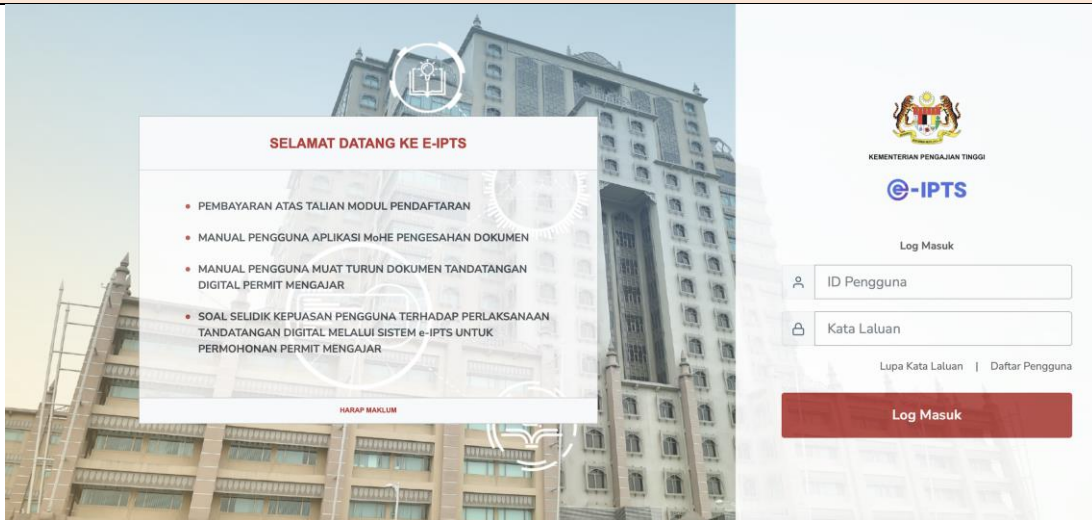 SELAMAT DATANG KE E-IPTS
PEMBAYARAN ATAS TALIAN MODUL PENDAFTARAN
MANUAL PENGGUNA APLIKASI MoHE PENGESAHAN DOKUMEN
MANUAL PENGGUNA MUAT TURUN DOKUMEN TANDATANGAN
DIGITAL PERMIT MENGAJAR
SOAL SELIDIK KEPUASAN PENGGUNA TERHADAP PERLAKSANAAN
TANDATANGAN DIGITAL MELALUI SISTEM e-IPTS UNTUK
PERMOHONAN PERMIT MENGAJAR
HARAP MAKLUM
KEMENTERIAN PENGAJIAN TINGGI
e-IPTS
Log Masuk
ID Pengguna
Kata Laluan
Lupa Kata Laluan | Daftar Pengguna
Log Masuk